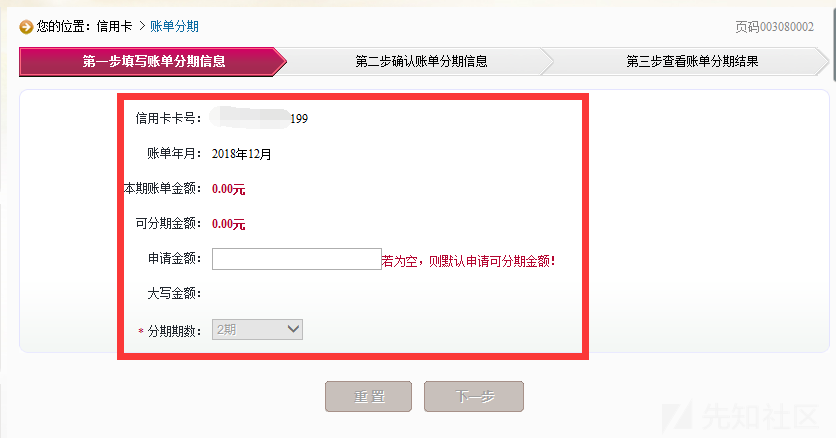 您的位置：信用卡 > 账单分期
页码003080002
第一步填写账单分期信息
第二步确认账单分期信息
第三步查看账单分期结果
信用卡卡号： 199
账单年月： 2018年12月
本期账单金额： 0.00元
可分期金额： 0.00元
申请金额： 若为空，则默认申请可分期金额！
大写金额：
* 分期期数： 2期
重 置
下一步
先知社区